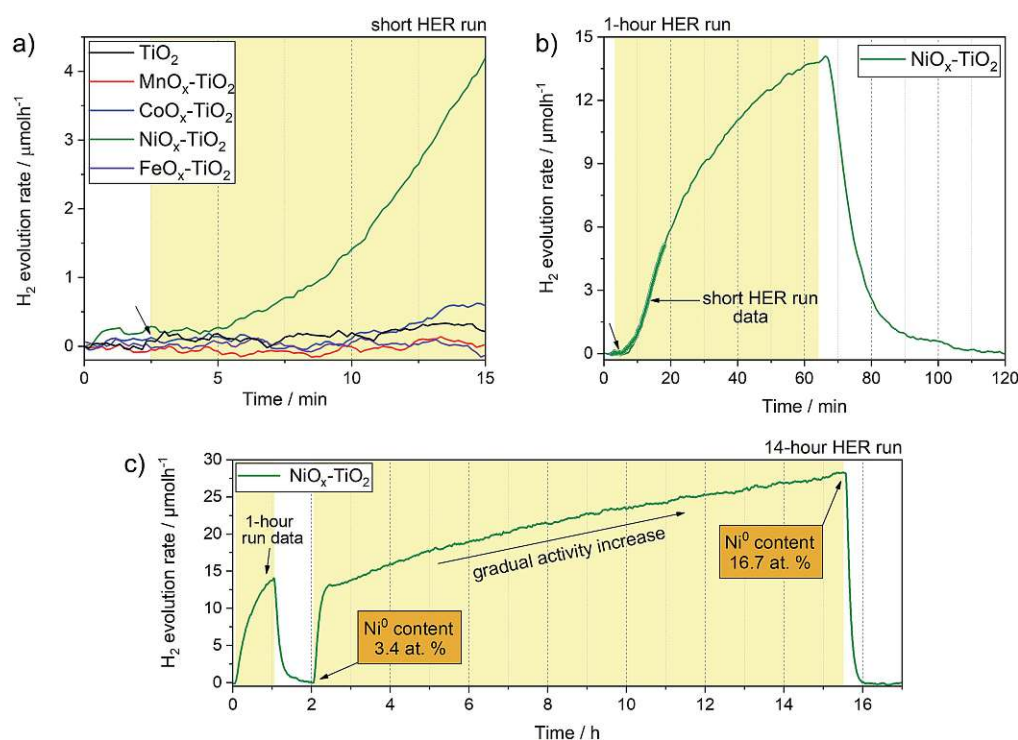 a)
short HER run
TiO₂
MnOₓ-TiO₂
CoOₓ-TiO₂
NiOₓ-TiO₂
FeOₓ-TiO₂
H₂ evolution rate / μmolh⁻¹
4
3
2
1
0
0
5
10
15
Time / min
b)
1-hour HER run
NiOₓ-TiO₂
H₂ evolution rate / μmolh⁻¹
15
12
9
6
3
0
short HER run
data
0
20
40
60
80
100
120
Time / min
c)
14-hour HER run
NiOₓ-TiO₂
H₂ evolution rate / μmolh⁻¹
30
25
20
15
10
5
0
1-hour
run data
gradual activity increase
Ni⁰ content
3.4 at. %
Ni⁰ content
16.7 at. %
0
2
4
6
8
10
12
14
16
Time / h